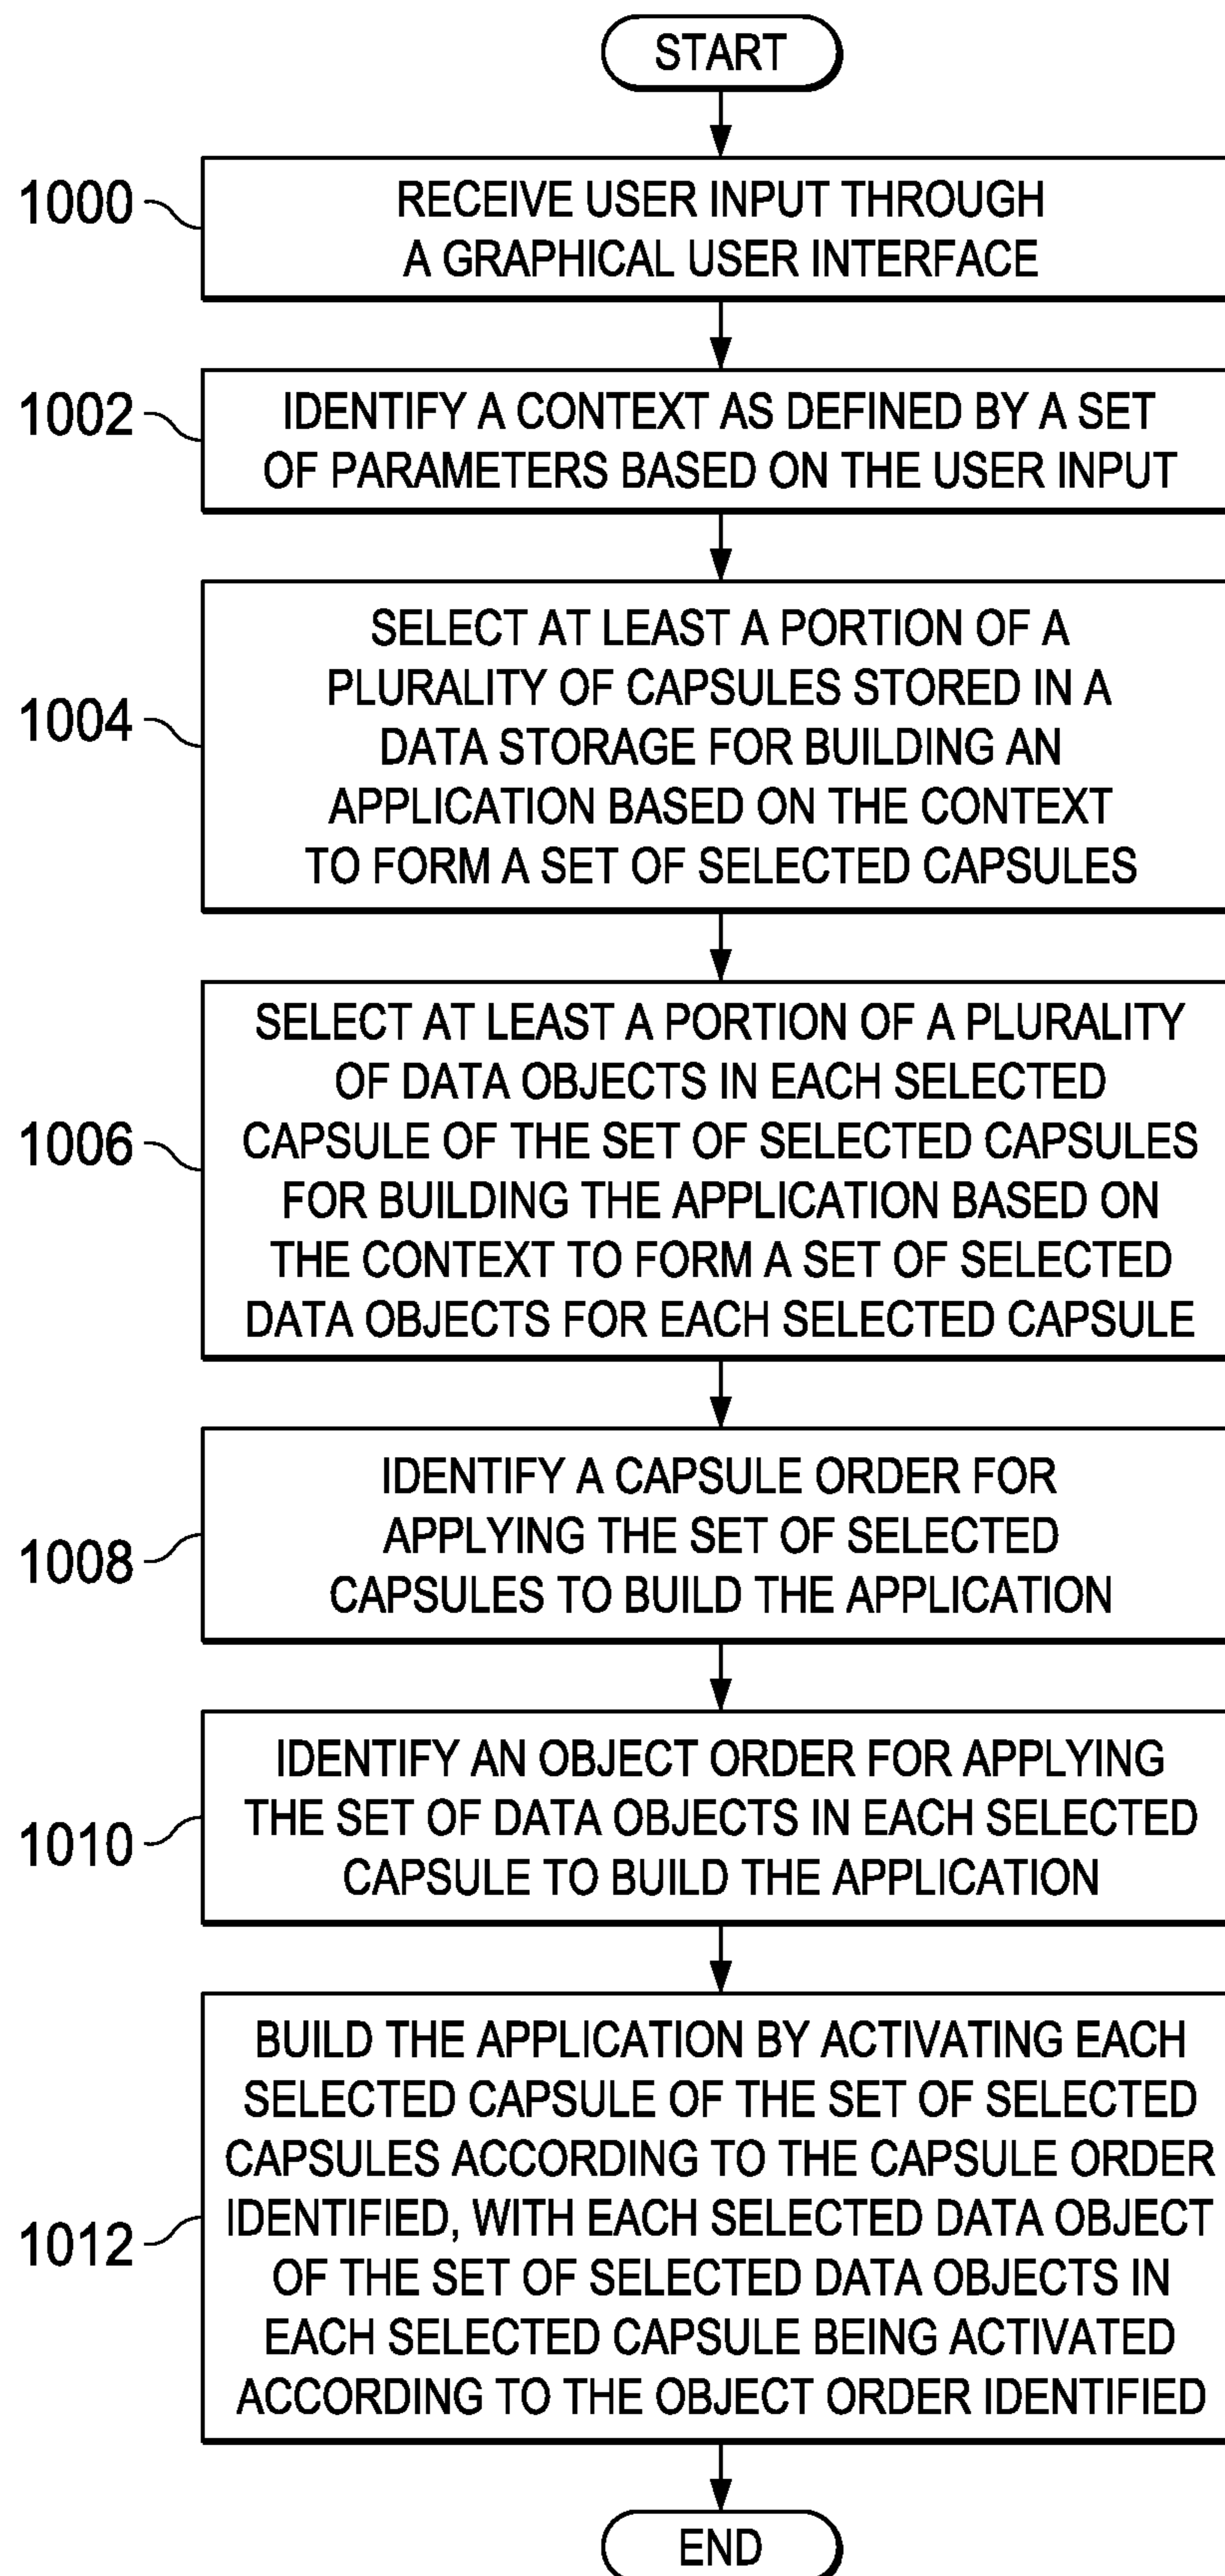 START
1000
RECEIVE USER INPUT THROUGH
A GRAPHICAL USER INTERFACE
1002
IDENTIFY A CONTEXT AS DEFINED BY A SET
OF PARAMETERS BASED ON THE USER INPUT
1004
SELECT AT LEAST A PORTION OF A
PLURALITY OF CAPSULES STORED IN A
DATA STORAGE FOR BUILDING AN
APPLICATION BASED ON THE CONTEXT
TO FORM A SET OF SELECTED CAPSULES
1006
SELECT AT LEAST A PORTION OF A PLURALITY
OF DATA OBJECTS IN EACH SELECTED
CAPSULE OF THE SET OF SELECTED CAPSULES
FOR BUILDING THE APPLICATION BASED ON
THE CONTEXT TO FORM A SET OF SELECTED
DATA OBJECTS FOR EACH SELECTED CAPSULE
1008
IDENTIFY A CAPSULE ORDER FOR
APPLYING THE SET OF SELECTED
CAPSULES TO BUILD THE APPLICATION
1010
IDENTIFY AN OBJECT ORDER FOR APPLYING
THE SET OF DATA OBJECTS IN EACH SELECTED
CAPSULE TO BUILD THE APPLICATION
1012
BUILD THE APPLICATION BY ACTIVATING EACH
SELECTED CAPSULE OF THE SET OF SELECTED
CAPSULES ACCORDING TO THE CAPSULE ORDER
IDENTIFIED, WITH EACH SELECTED DATA OBJECT
OF THE SET OF SELECTED DATA OBJECTS IN
EACH SELECTED CAPSULE BEING ACTIVATED
ACCORDING TO THE OBJECT ORDER IDENTIFIED
END